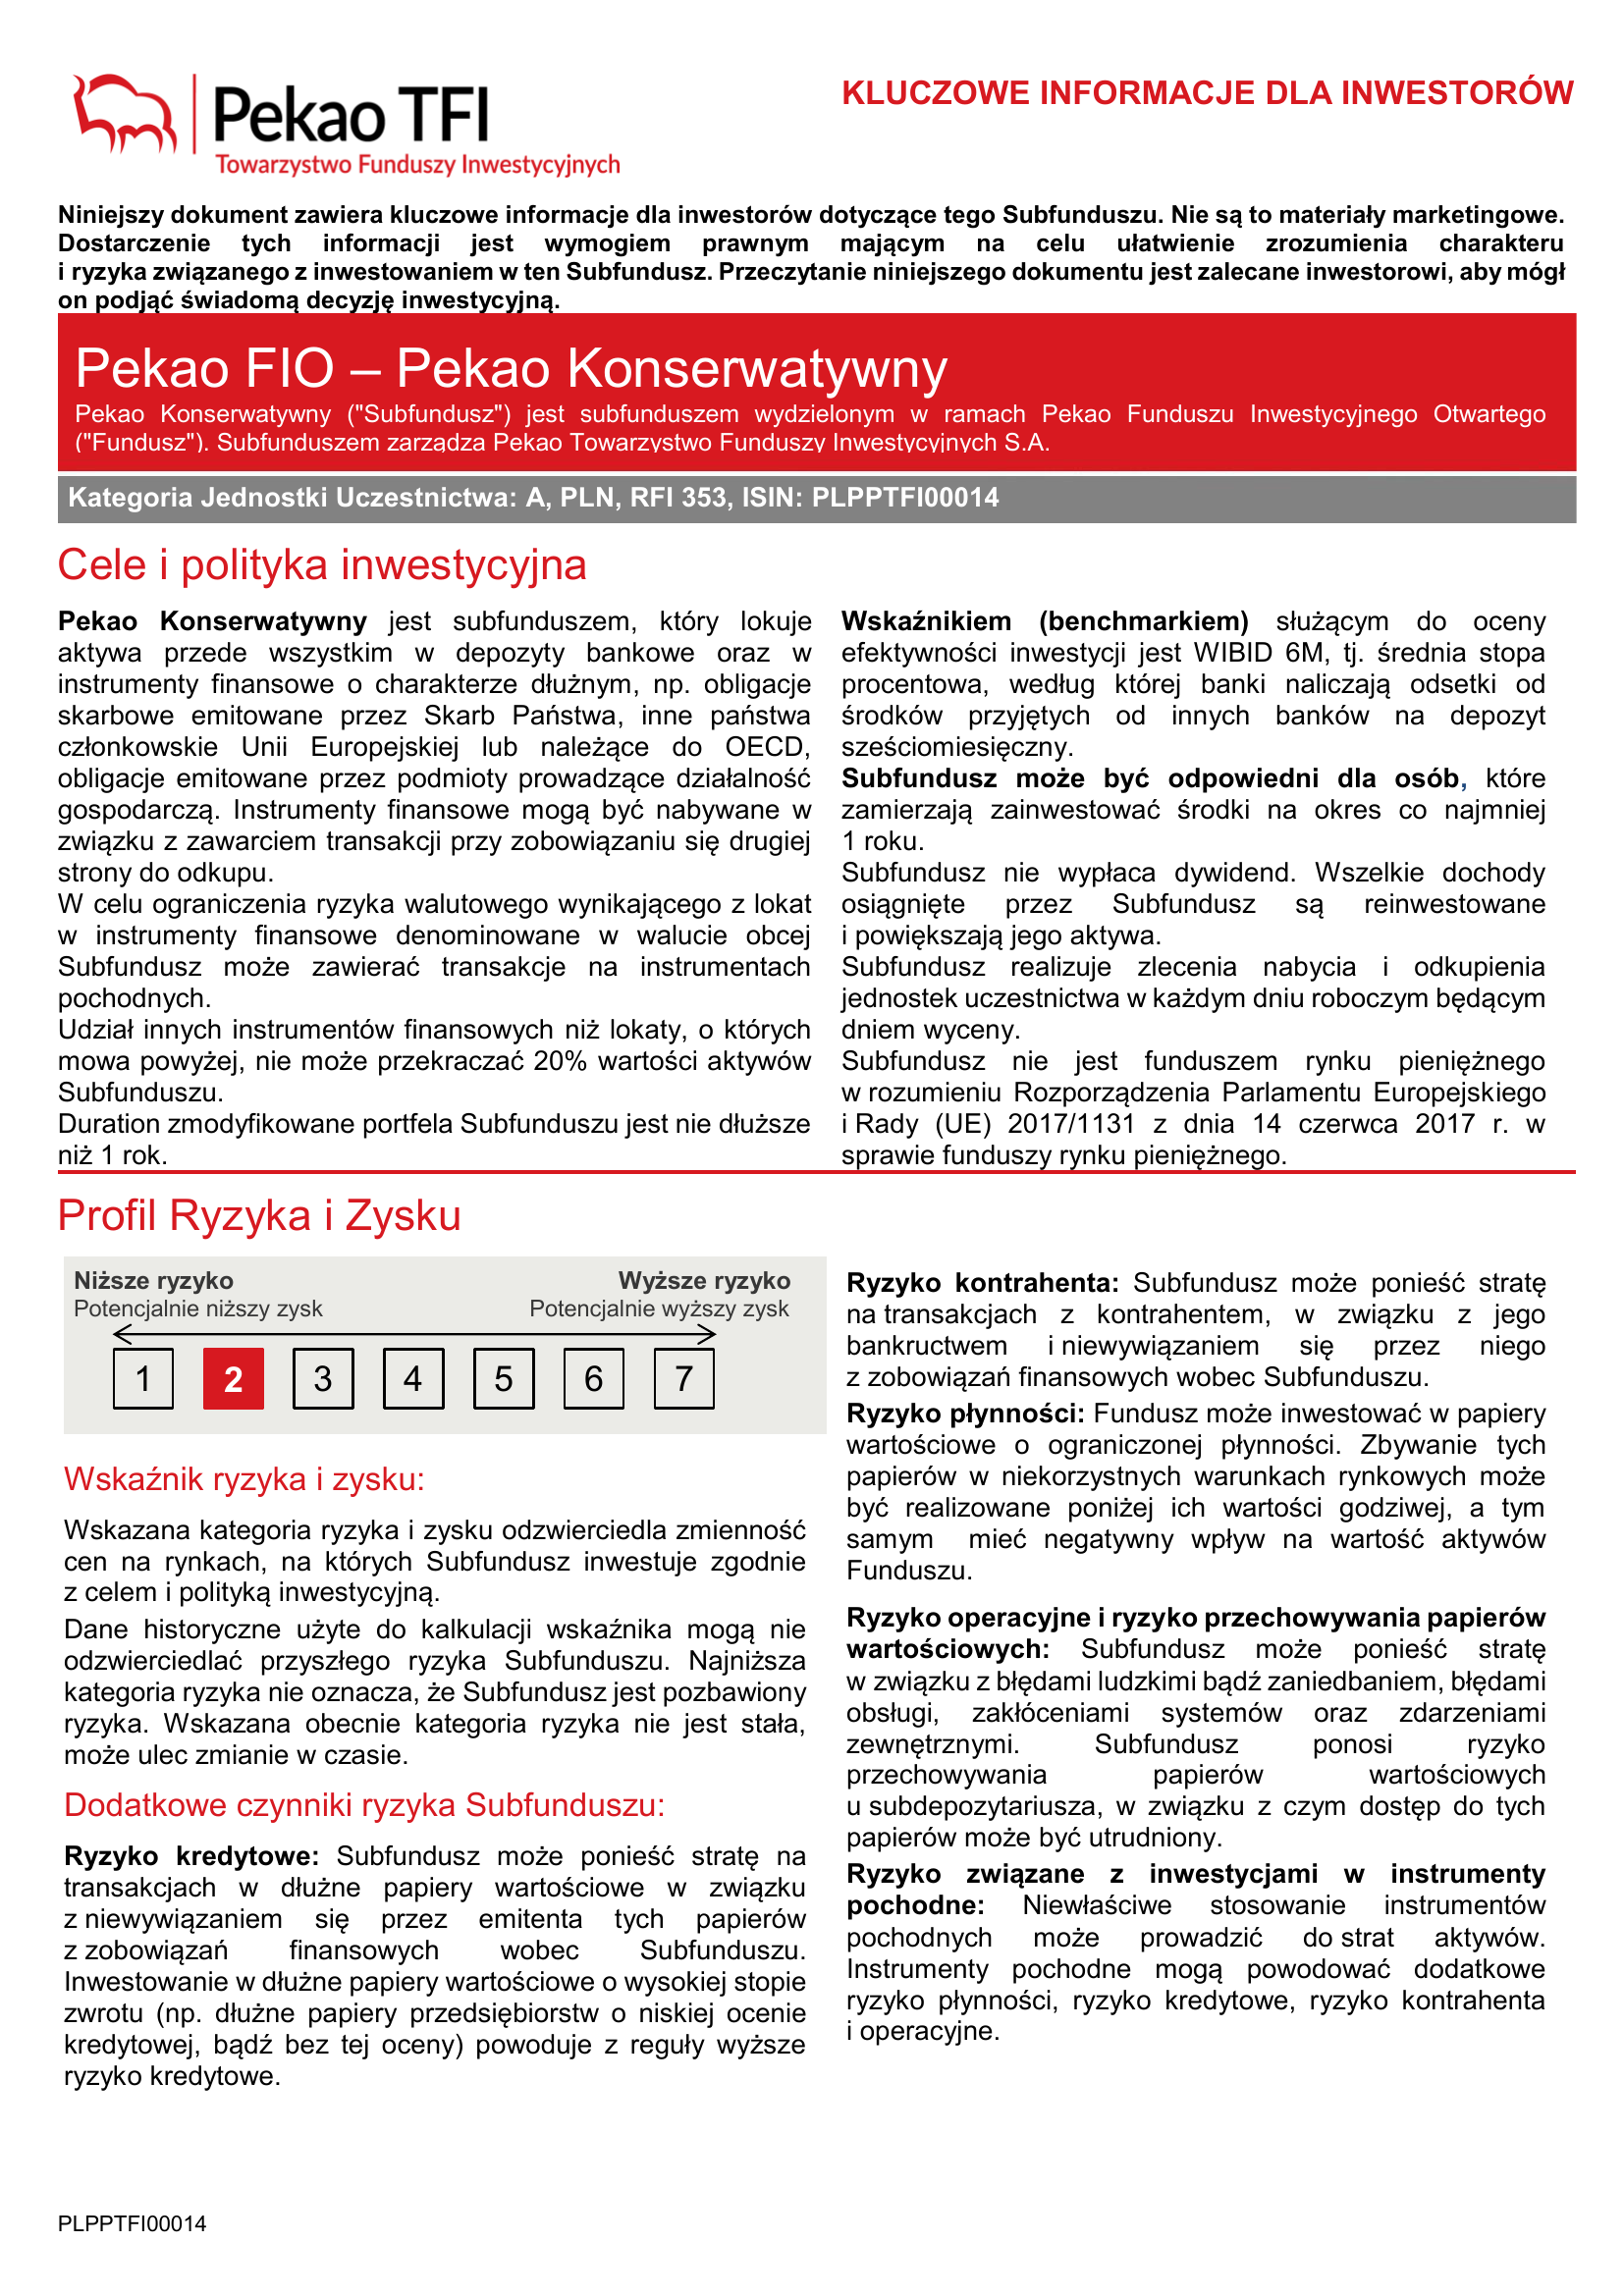 Pekao TFI
Towarzystwo Funduszy Inwestycyjnych
KLUCZOWE INFORMACJE DLA INWESTORÓW
Niniejszy dokument zawiera kluczowe informacje dla inwestorów dotyczące tego Subfunduszu. Nie są to materiały marketingowe.
Dostarczenie tych informacji jest wymogiem prawnym mającym na celu ułatwienie zrozumienia charakteru
i ryzyka związanego z inwestowaniem w ten Subfundusz. Przeczytanie niniejszego dokumentu jest zalecane inwestorowi, aby mógł
on podjąć świadomą decyzję inwestycyjną.
Pekao FIO – Pekao Konserwatywny
Pekao Konserwatywny ("Subfundusz") jest subfunduszem wydzielonym w ramach Pekao Funduszu Inwestycyjnego Otwartego
("Fundusz"). Subfunduszem zarządza Pekao Towarzystwo Funduszy Inwestycyjnych S.A.
Kategoria Jednostki Uczestnictwa: A, PLN, RFI 353, ISIN: PLPPTFI00014
Cele i polityka inwestycyjna
Pekao Konserwatywny jest subfunduszem, który lokuje
aktywa przede wszystkim w depozyty bankowe oraz w
instrumenty finansowe o charakterze dłużnym, np. obligacje
skarbowe emitowane przez Skarb Państwa, inne państwa
członkowskie Unii Europejskiej lub należące do OECD,
obligacje emitowane przez podmioty prowadzące działalność
gospodarczą. Instrumenty finansowe mogą być nabywane w
związku z zawarciem transakcji przy zobowiązaniu się drugiej
strony do odkupu.
W celu ograniczenia ryzyka walutowego wynikającego z lokat
w instrumenty finansowe denominowane w walucie obcej
Subfundusz może zawierać transakcje na instrumentach
pochodnych.
Udział innych instrumentów finansowych niż lokaty, o których
mowa powyżej, nie może przekraczać 20% wartości aktywów
Subfunduszu.
Duration zmodyfikowane portfela Subfunduszu jest nie dłuższe
niż 1 rok.
Wskaźnikiem (benchmarkiem) służącym do oceny
efektywności inwestycji jest WIBID 6M, tj. średnia stopa
procentowa, według której banki naliczają odsetki od
środków przyjętych od innych banków na depozyt
sześciomiesięczny.
Subfundusz może być odpowiedni dla osób, które
zamierzają zainwestować środki na okres co najmniej
1 roku.
Subfundusz nie wypłaca dywidend. Wszelkie dochody
osiągnięte przez Subfundusz są reinwestowane
i powiększają jego aktywa.
Subfundusz realizuje zlecenia nabycia i odkupienia
jednostek uczestnictwa w każdym dniu roboczym będącym
dniem wyceny.
Subfundusz nie jest funduszem rynku pieniężnego
w rozumieniu Rozporządzenia Parlamentu Europejskiego
i Rady (UE) 2017/1131 z dnia 14 czerwca 2017 r. w
sprawie funduszy rynku pieniężnego.
Profil Ryzyka i Zysku
Niższe ryzyko Wyższe ryzyko
Potencjalnie niższy zysk Potencjalnie wyższy zysk
1 2 3 4 5 6 7
Wskaźnik ryzyka i zysku:
Wskazana kategoria ryzyka i zysku odzwierciedla zmienność
cen na rynkach, na których Subfundusz inwestuje zgodnie
z celem i polityką inwestycyjną.
Dane historyczne użyte do kalkulacji wskaźnika mogą nie
odzwierciedlać przyszłego ryzyka Subfunduszu. Najniższa
kategoria ryzyka nie oznacza, że Subfundusz jest pozbawiony
ryzyka. Wskazana obecnie kategoria ryzyka nie jest stała,
może ulec zmianie w czasie.
Dodatkowe czynniki ryzyka Subfunduszu:
Ryzyko kredytowe: Subfundusz może ponieść stratę na
transakcjach w dłużne papiery wartościowe w związku
z niewywiązaniem się przez emitenta tych papierów
z zobowiązań finansowych wobec Subfunduszu.
Inwestowanie w dłużne papiery wartościowe o wysokiej stopie
zwrotu (np. dłużne papiery przedsiębiorstw o niskiej ocenie
kredytowej, bądź bez tej oceny) powoduje z reguły wyższe
ryzyko kredytowe.
Ryzyko kontrahenta: Subfundusz może ponieść stratę
na transakcjach z kontrahentem, w związku z jego
bankructwem i niewywiązaniem się przez niego
z zobowiązań finansowych wobec Subfunduszu.
Ryzyko płynności: Fundusz może inwestować w papiery
wartościowe o ograniczonej płynności. Zbywanie tych
papierów w niekorzystnych warunkach rynkowych może
być realizowane poniżej ich wartości godziwej, a tym
samym mieć negatywny wpływ na wartość aktywów
Funduszu.
Ryzyko operacyjne i ryzyko przechowywania papierów
wartościowych: Subfundusz może ponieść stratę
w związku z błędami ludzkimi bądź zaniedbaniem, błędami
obsługi, zakłóceniami systemów oraz zdarzeniami
zewnętrznymi. Subfundusz ponosi ryzyko
przechowywania papierów wartościowych
u subdepozytariusza, w związku z czym dostęp do tych
papierów może być utrudniony.
Ryzyko związane z inwestycjami w instrumenty
pochodne: Niewłaściwe stosowanie instrumentów
pochodnych może prowadzić do strat aktywów.
Instrumenty pochodne mogą powodować dodatkowe
ryzyko płynności, ryzyko kredytowe, ryzyko kontrahenta
i operacyjne.
PLPPTFI00014